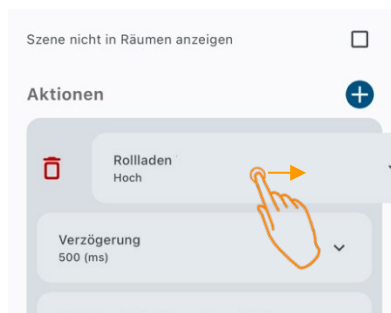 Szene nicht in Räumen anzeigen
Aktionen
Rollladen
Hoch
Verzögerung
500 (ms)